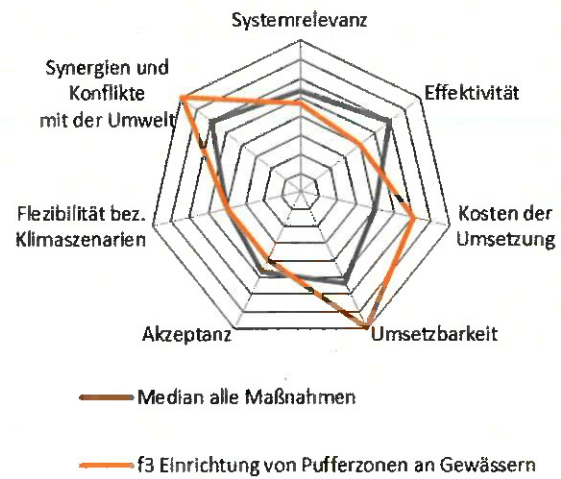 Systemrelevanz
Synergien und
Konflikte
mit der Umwelt
Effektivität
Flezibilität bez.
Klimaszenarien
Kosten der
Umsetzung
Akzeptanz
Umsetzbarkeit
Median alle Maßnahmen
f3 Einrichtung von Pufferzonen an Gewässern